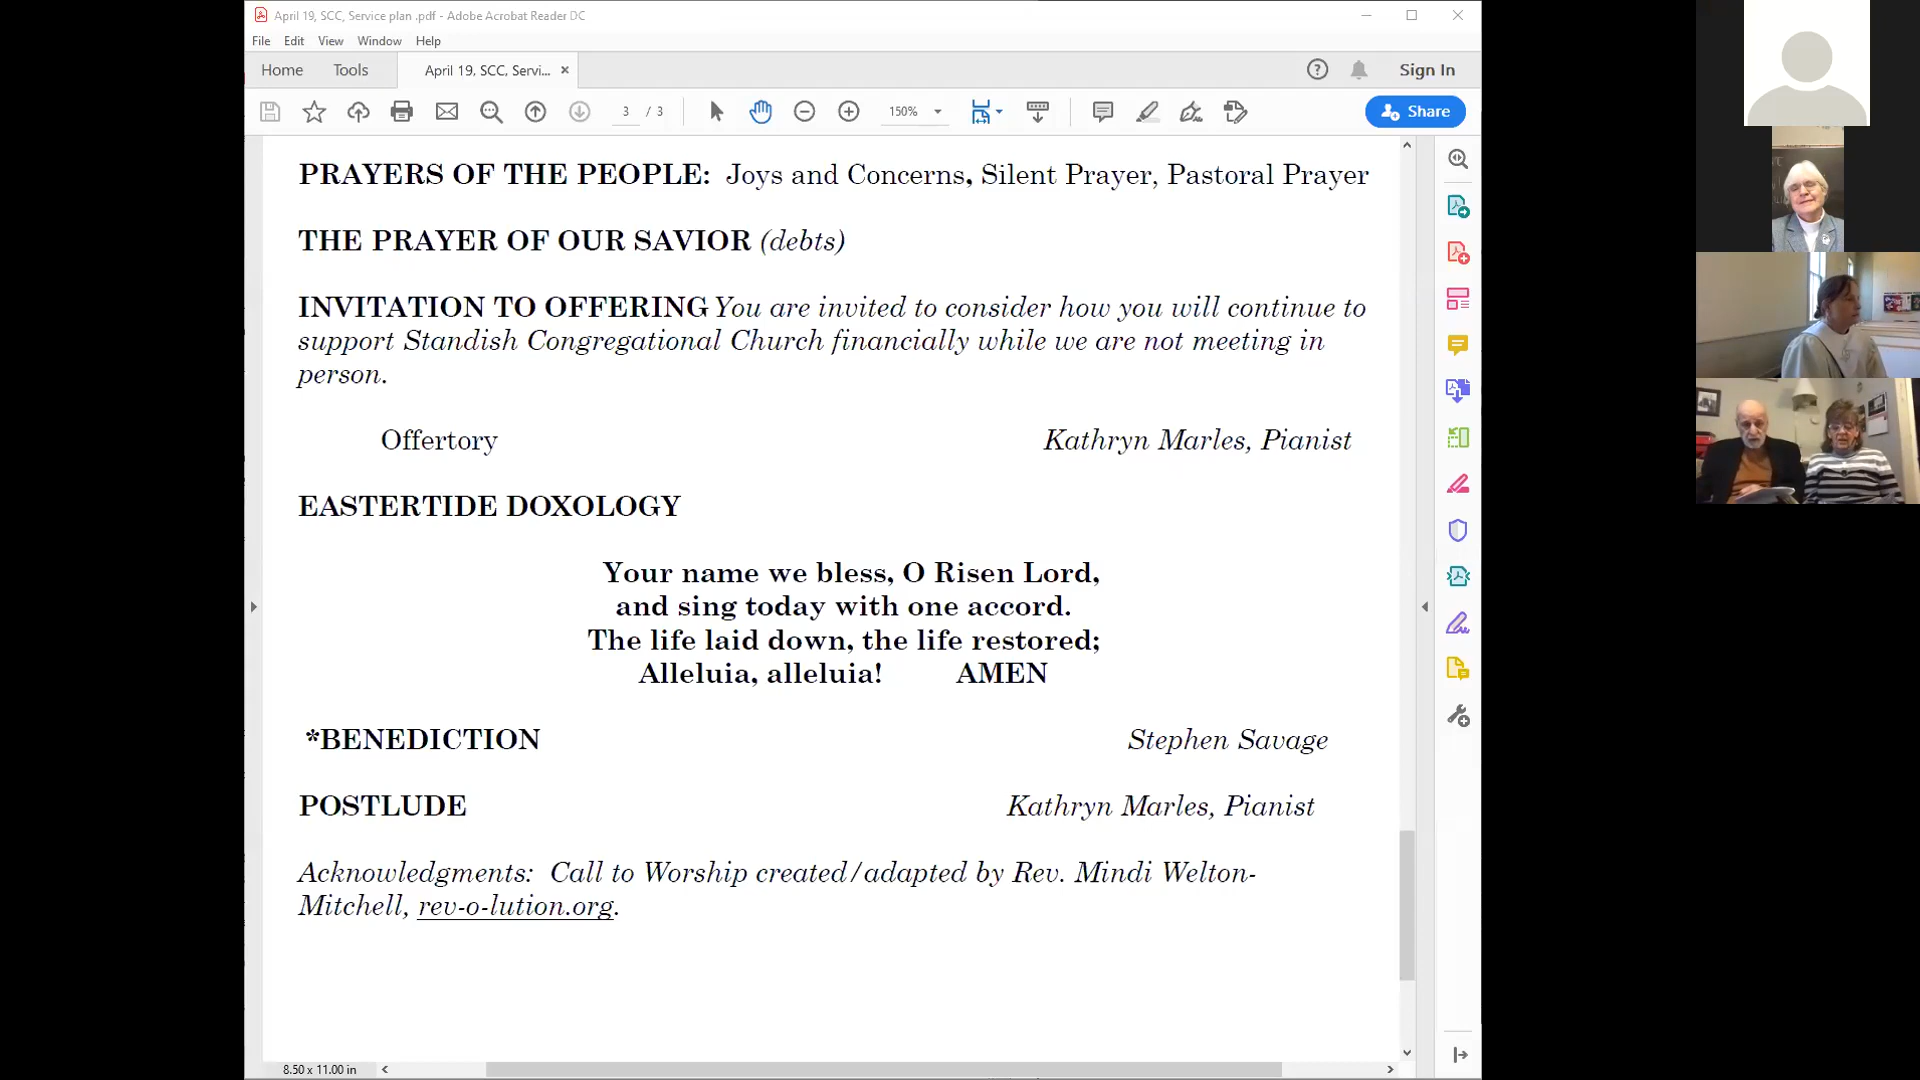 April 19, SCC, Service plan .pdf - Adobe Acrobat Reader DC
File Edit View Window Help
Home Tools April 19, SCC, Servi... × Sign In
3 / 3 150% Share
PRAYERS OF THE PEOPLE: Joys and Concerns, Silent Prayer, Pastoral Prayer
THE PRAYER OF OUR SAVIOR (debts)
INVITATION TO OFFERING You are invited to consider how you will continue to
support Standish Congregational Church financially while we are not meeting in
person.
Offertory Kathryn Marles, Pianist
EASTERTIDE DOXOLOGY
Your name we bless, O Risen Lord,
and sing today with one accord.
The life laid down, the life restored;
Alleluia, alleluia! AMEN
*BENEDICTION Stephen Savage
POSTLUDE Kathryn Marles, Pianist
Acknowledgments: Call to Worship created/adapted by Rev. Mindi Welton-
Mitchell, rev-o-lution.org.
8.50 x 11.00 in